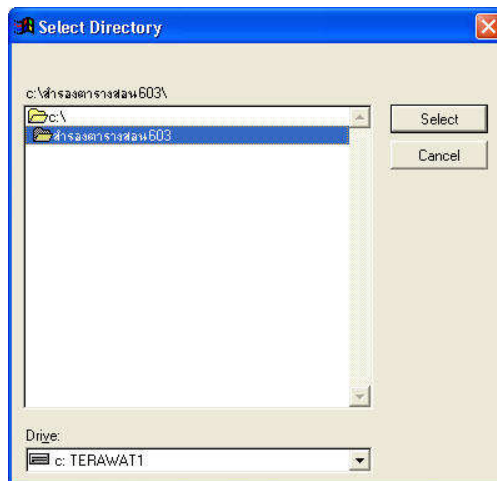 Select Directory
c:\สำรองตารางสอน603\
c:\
Select
สำรองตารางสอน603
Cancel
Drive:
c: TERAWAT1